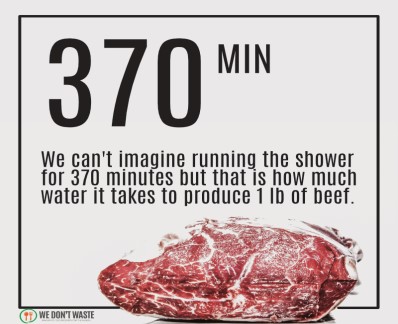 370 MIN
We can't imagine running the shower
for 370 minutes but that is how much
water it takes to produce 1 lb of beef.
WE DON'T WASTE